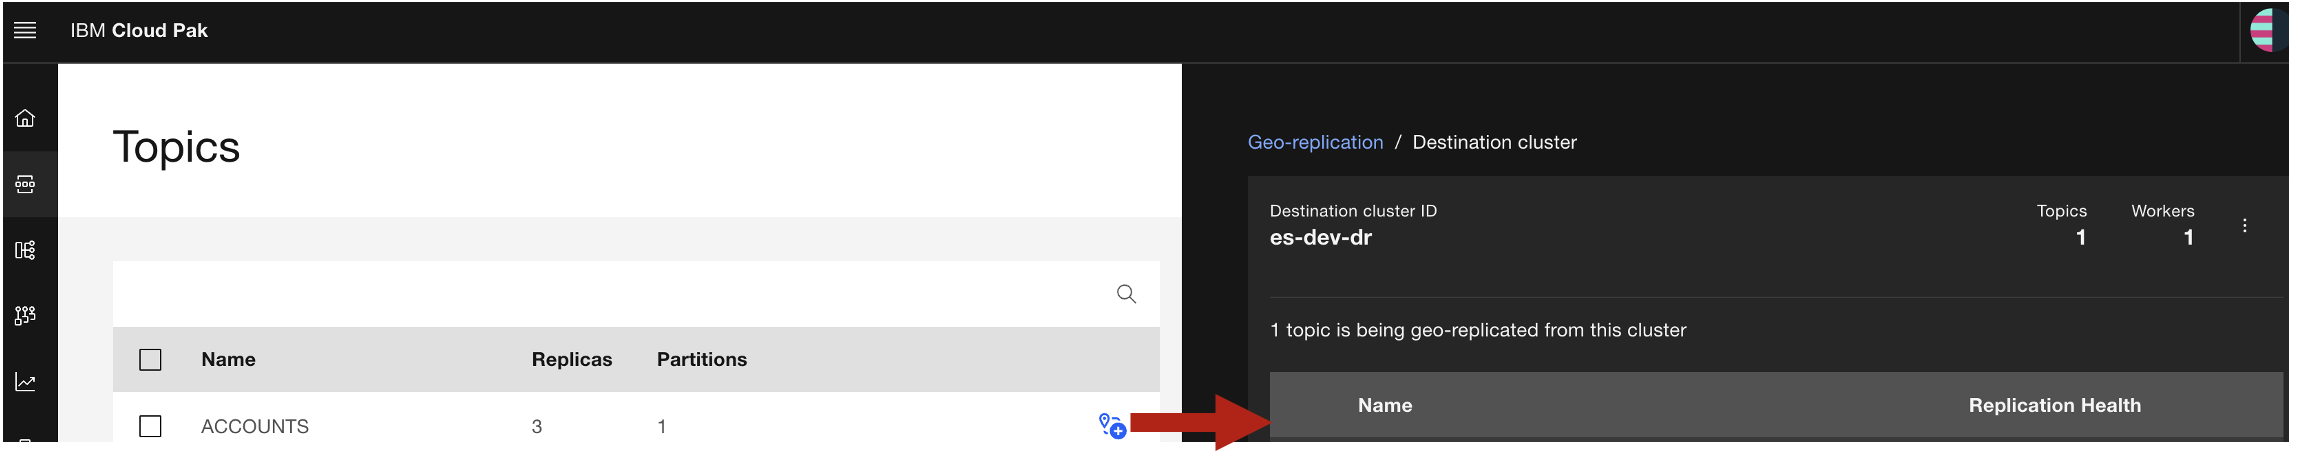 IBM Cloud Pak
Topics
Name Replicas Partitions
ACCOUNTS 3 1
Geo-replication / Destination cluster
Destination cluster ID Topics Workers
es-dev-dr 1 1
1 topic is being geo-replicated from this cluster
Name Replication Health